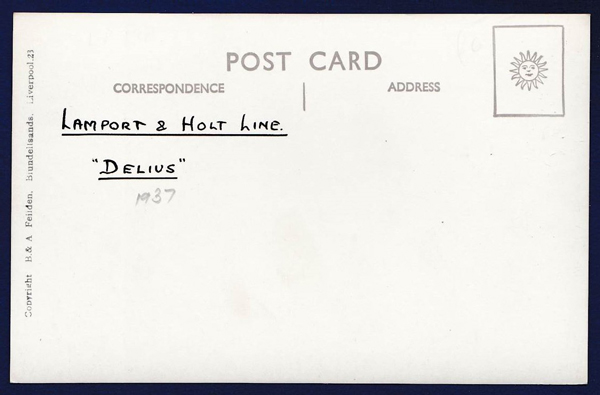 POST CARD
CORRESPONDENCE
ADDRESS
LAMPORT & HOLT LINE.
"DELIUS"
1937
Copyright B. & A Feilden, Blundellsands, Liverpool.23